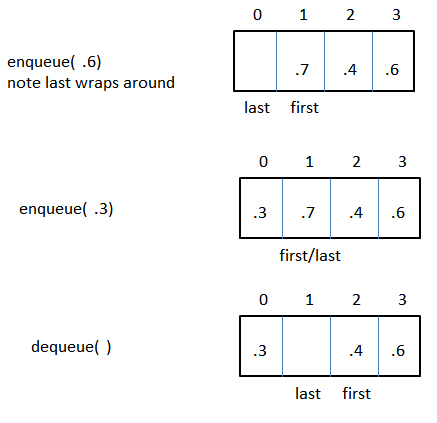 0 1 2 3
enqueue( .6)
note last wraps around
.7 .4 .6
last first
0 1 2 3
enqueue( .3)
.3 .7 .4 .6
first/last
0 1 2 3
dequeue( )
.3 .4 .6
last first